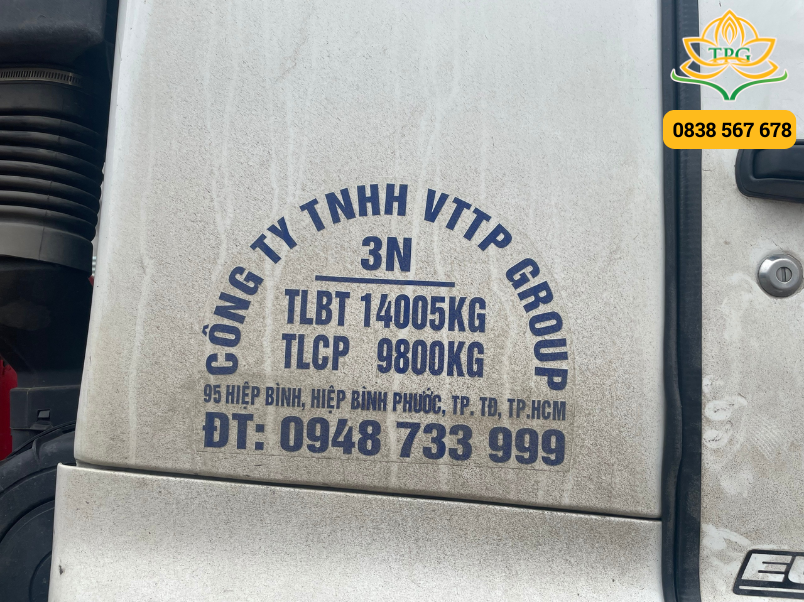 TPG
0838 567 678
CÔNG TY TNHH VTTP GROUP
3N
TLBT 14005KG
TLCP 9800KG
95 HIỆP BÌNH, HIỆP BÌNH PHƯỚC, TP. TĐ, TP.HCM
ĐT: 0948 733 999